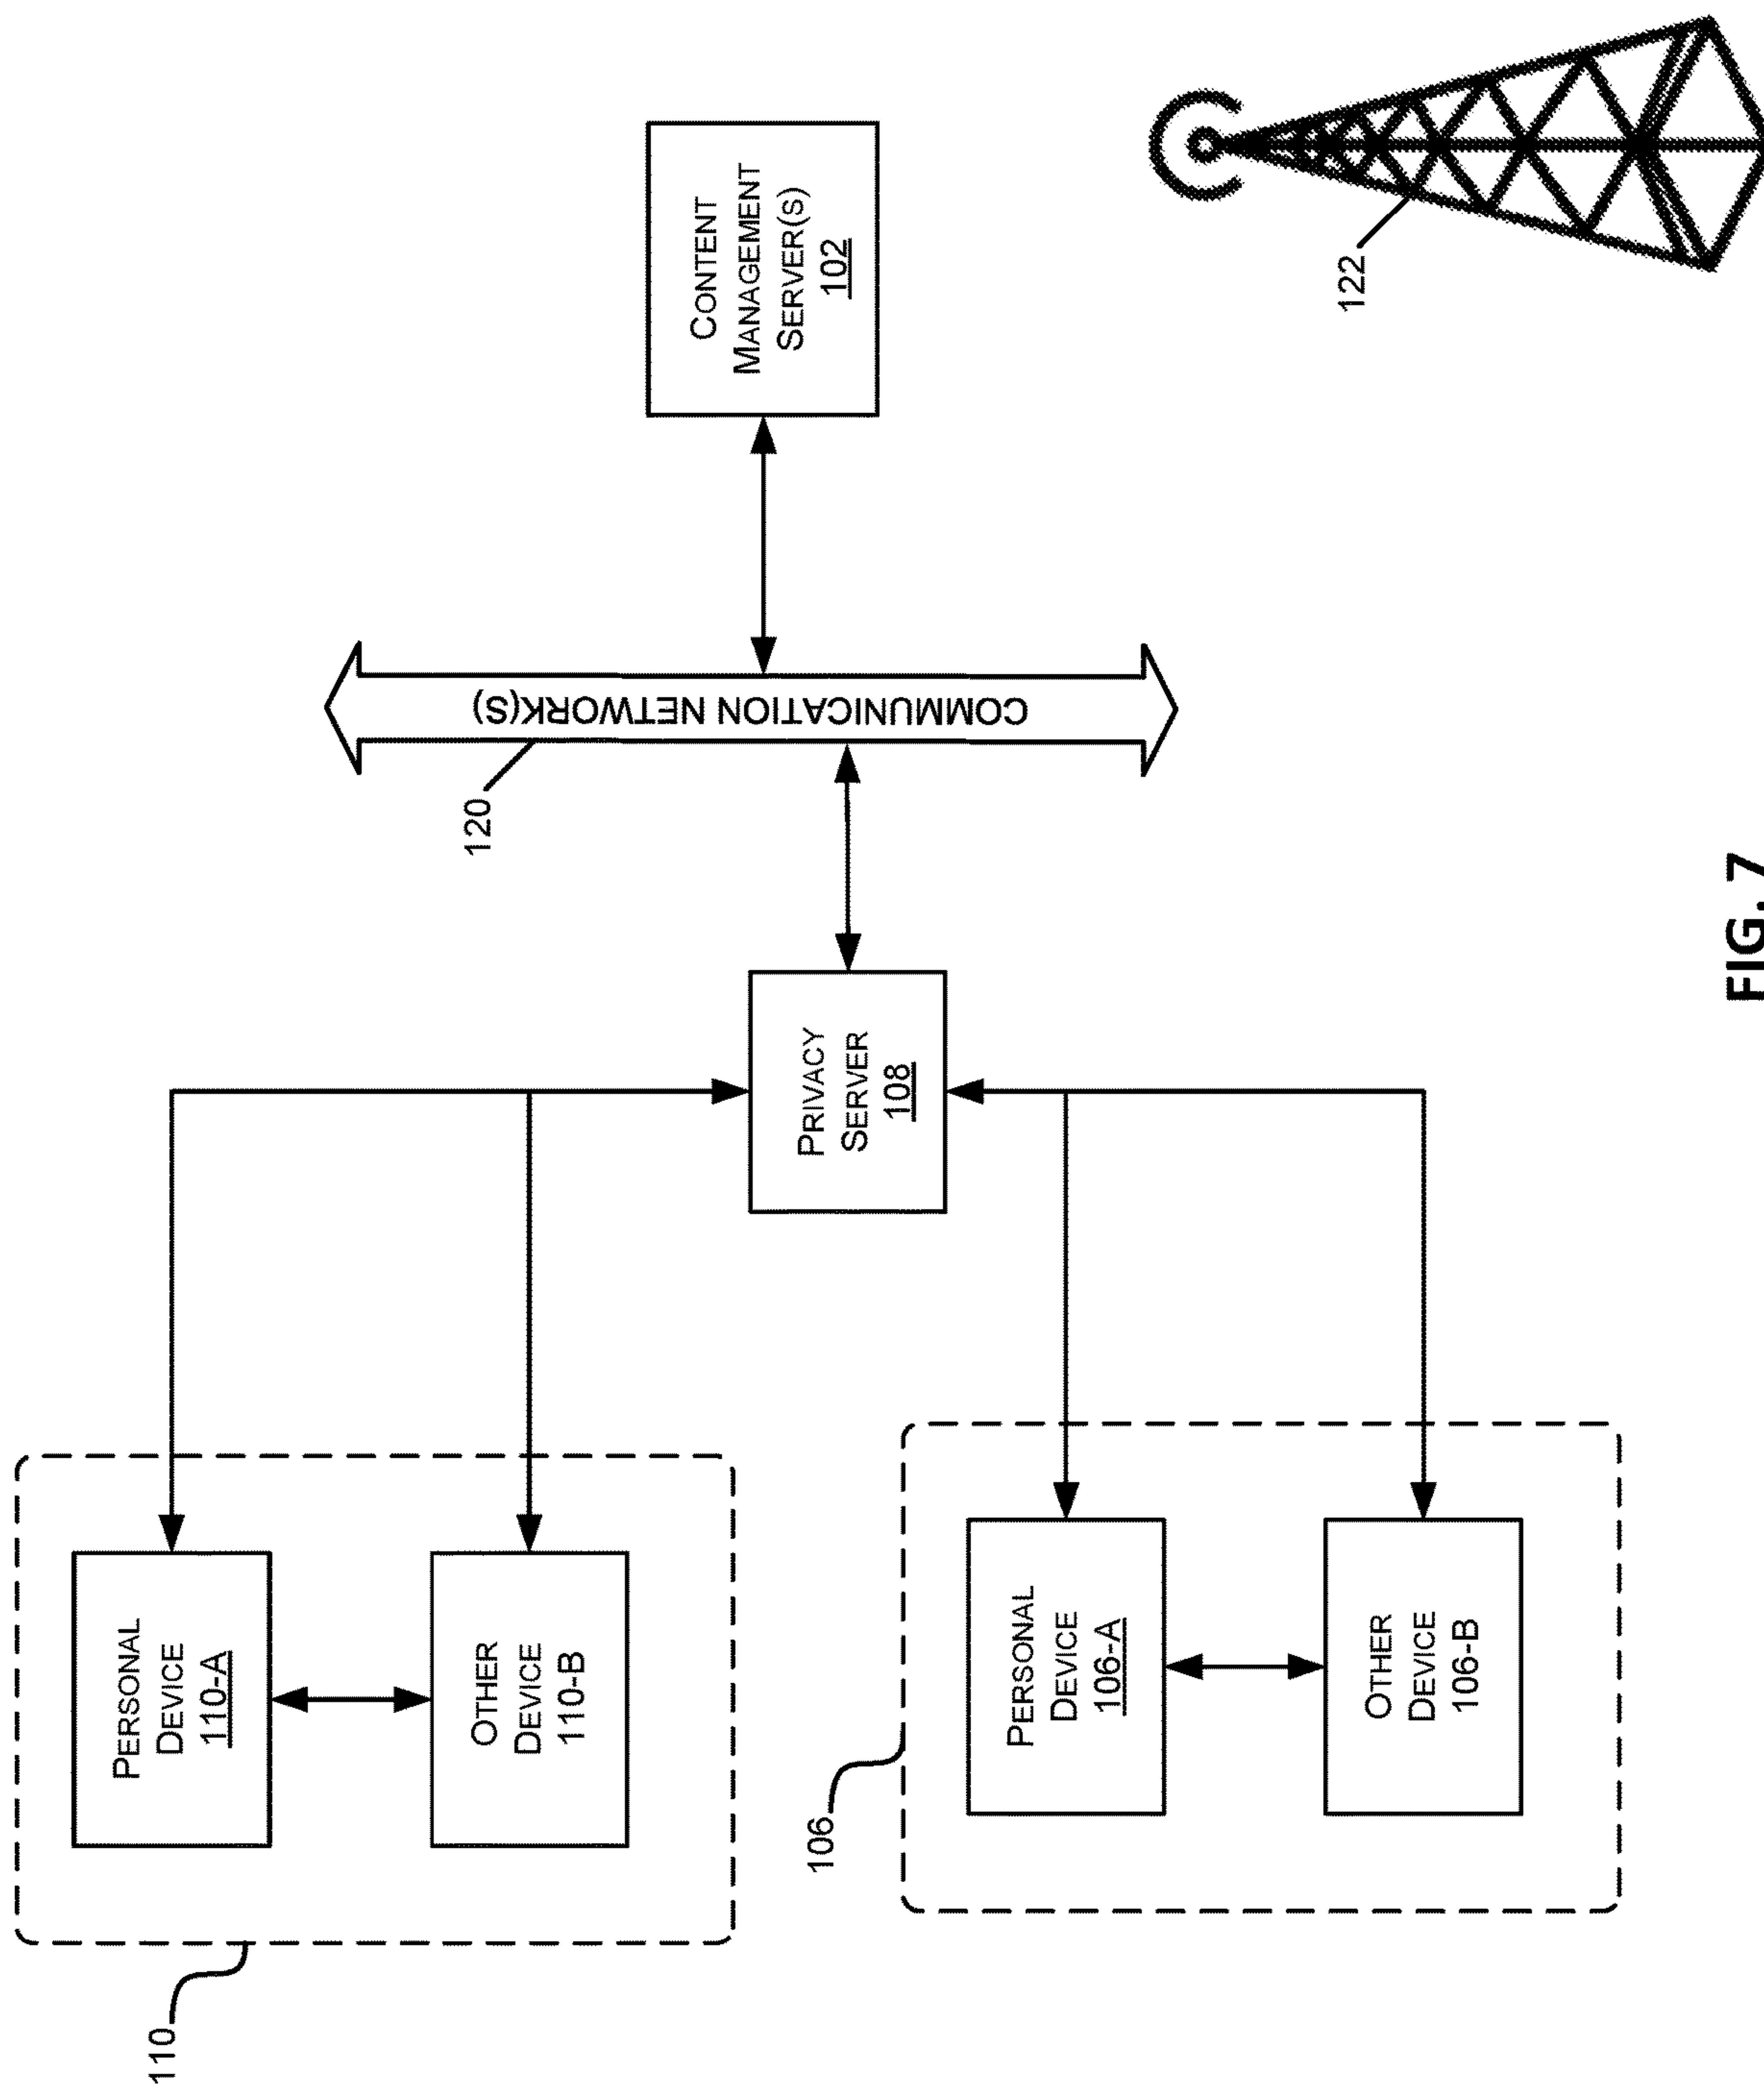 110
PERSONAL
DEVICE
110-A
OTHER
DEVICE
110-B
106
PERSONAL
DEVICE
106-A
OTHER
DEVICE
106-B
PRIVACY
SERVER
108
120
COMMUNICATION NETWORK(S)
CONTENT
MANAGEMENT
SERVER(S)
102
122
FIG. 7